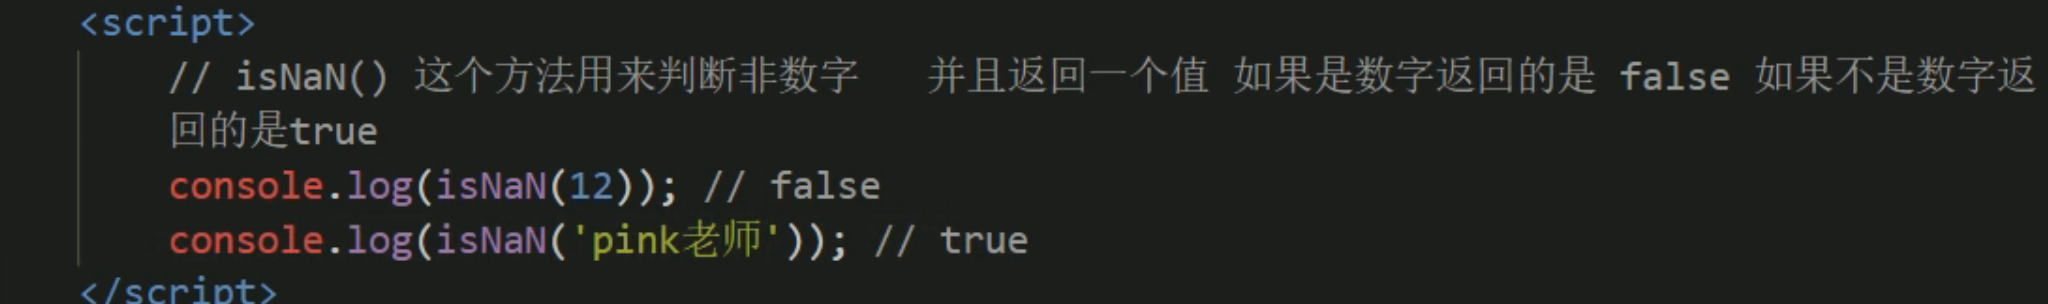 <script>
// isNaN() 这个方法用来判断非数字 并且返回一个值 如果是数字返回的是 false 如果不是数字返
回的是true
console.log(isNaN(12)); // false
console.log(isNaN('pink老师')); // true
</script>